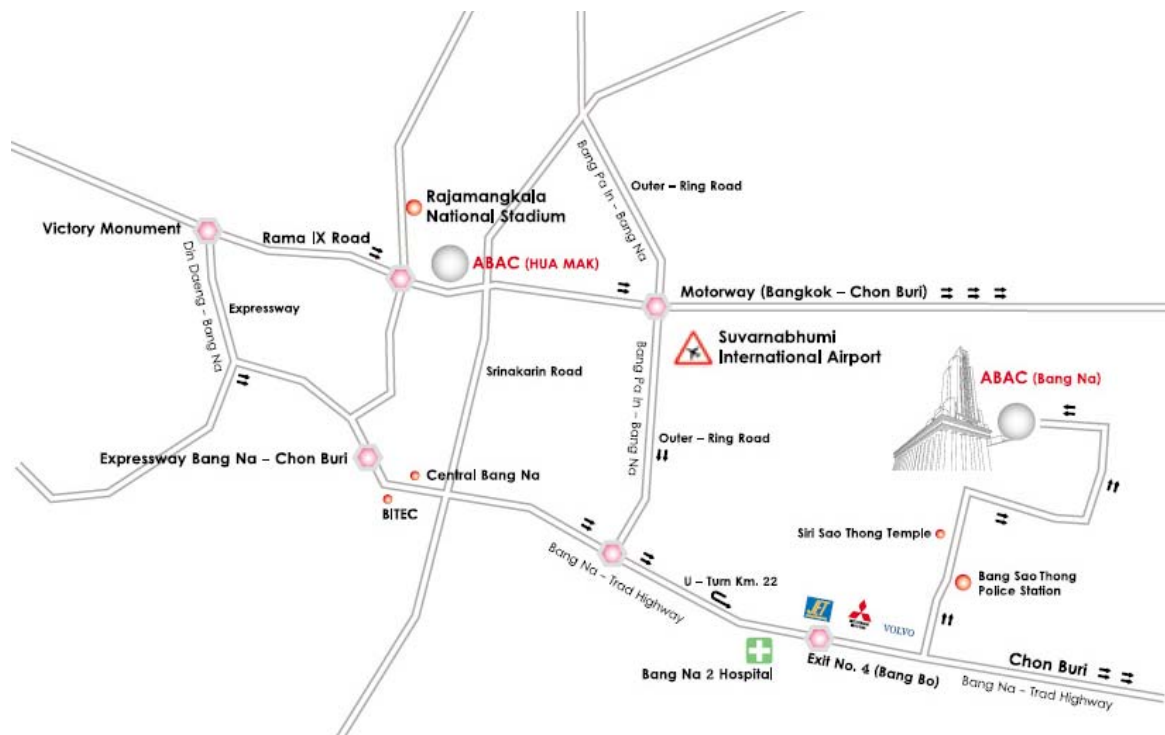 Bang Pa In – Bang Na
Outer – Ring Road
Rajamangkala
National Stadium
Victory Monument
Rama IX Road
ABAC (HUA MAK)
Din Daeng – Bang Na
Expressway
Motorway (Bangkok – Chon Buri)
Suvarnabhumi
International Airport
Srinakarin Road
Bang Pa In – Bang Na
ABAC (Bang Na)
Outer – Ring Road
Expressway Bang Na – Chon Buri
Central Bang Na
BITEC
Siri Sao Thong Temple
Bang Na – Trad Highway
U – Turn Km. 22
Bang Sao Thong
Police Station
JET
VOLVO
Bang Na 2 Hospital
Exit No. 4 (Bang Bo)
Chon Buri
Bang Na – Trad Highway